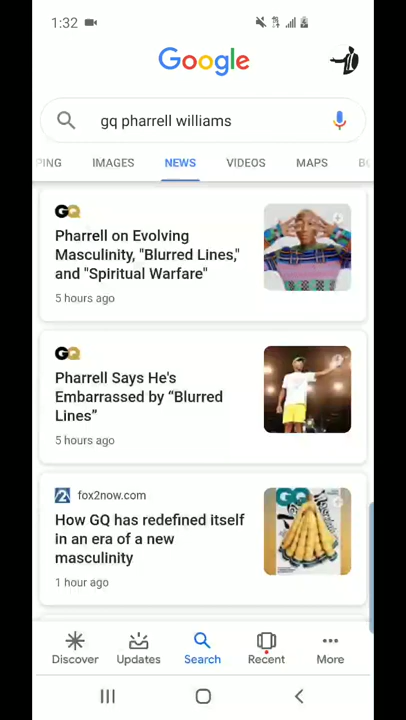 1:32
Google
gq pharrell williams
PING IMAGES NEWS VIDEOS MAPS
GQ
Pharrell on Evolving
Masculinity, "Blurred Lines,"
and "Spiritual Warfare"
5 hours ago
GQ
Pharrell Says He's
Embarrassed by “Blurred
Lines”
5 hours ago
fox2now.com
How GQ has redefined itself
in an era of a new
masculinity
1 hour ago
GQ
Discover Updates Search Recent More